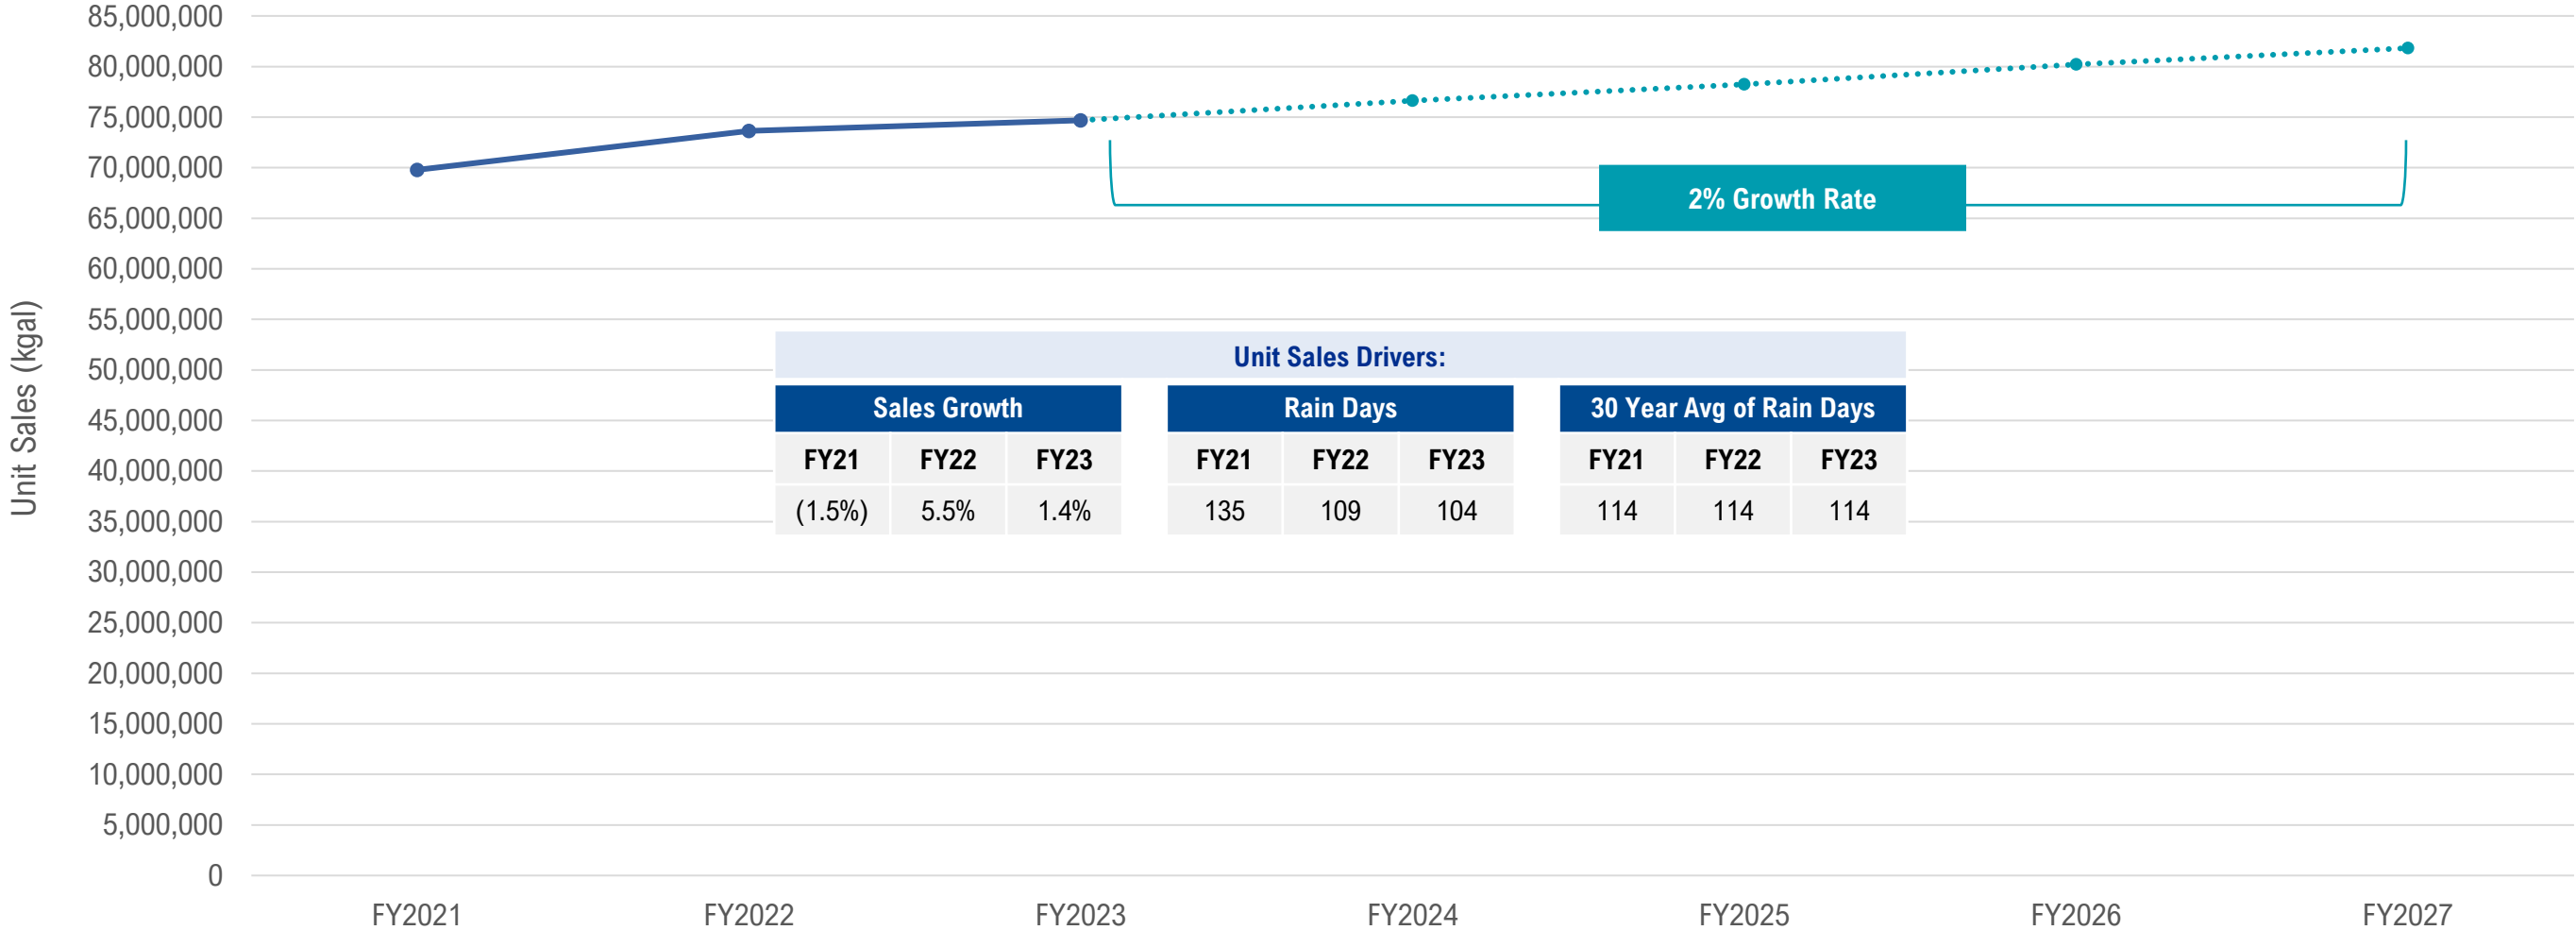 85,000,000
80,000,000
75,000,000
70,000,000
65,000,000
60,000,000
55,000,000
50,000,000
45,000,000
40,000,000
35,000,000
30,000,000
25,000,000
20,000,000
15,000,000
10,000,000
5,000,000
0
Unit Sales (kgal)
2% Growth Rate
Unit Sales Drivers:
Sales Growth Rain Days 30 Year Avg of Rain Days
FY21 FY22 FY23 FY21 FY22 FY23 FY21 FY22 FY23
(1.5%) 5.5% 1.4% 135 109 104 114 114 114
FY2021 FY2022 FY2023 FY2024 FY2025 FY2026 FY2027